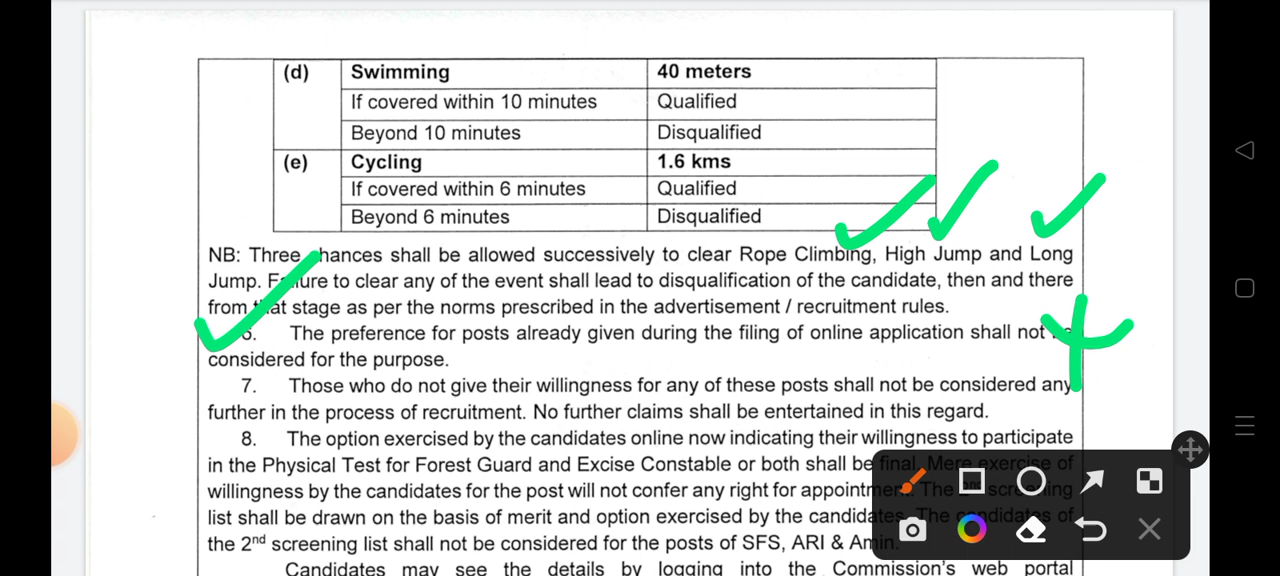 (d) Swimming 40 meters
If covered within 10 minutes Qualified
Beyond 10 minutes Disqualified
(e) Cycling 1.6 kms
If covered within 6 minutes Qualified
Beyond 6 minutes Disqualified
NB: Three chances shall be allowed successively to clear Rope Climbing, High Jump and Long
Jump. Failure to clear any of the event shall lead to disqualification of the candidate, then and there
from that stage as per the norms prescribed in the advertisement / recruitment rules.
6. The preference for posts already given during the filing of online application shall not be
considered for the purpose.
7. Those who do not give their willingness for any of these posts shall not be considered any
further in the process of recruitment. No further claims shall be entertained in this regard.
8. The option exercised by the candidates online now indicating their willingness to participate
in the Physical Test for Forest Guard and Excise Constable or both shall be final. Mere exercise of
willingness by the candidates for the post will not confer any right for appointment. The 2nd screening
list shall be drawn on the basis of merit and option exercised by the candidates. The candidates of
the 2nd screening list shall not be considered for the posts of SFS, ARI & Amin.
Candidates may see the details by logging into the Commission's web portal